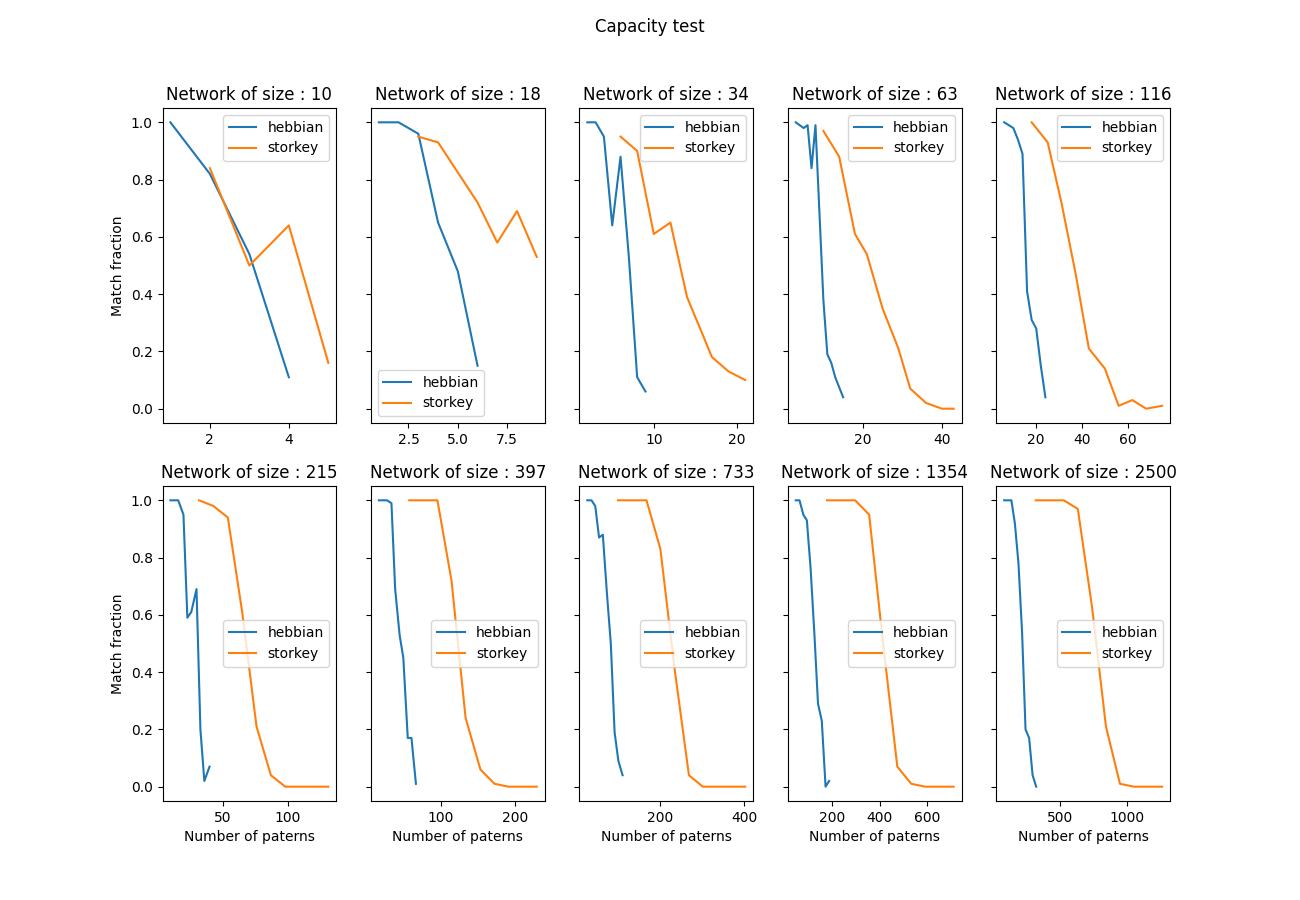 Capacity test
Network of size : 10
Network of size : 18
Network of size : 34
Network of size : 63
Network of size : 116
1.0
0.8
0.6
0.4
0.2
0.0
Match fraction
hebbian
storkey
hebbian
storkey
hebbian
storkey
hebbian
storkey
hebbian
storkey
2 4
2.5 5.0 7.5
10 20
20 40
20 40 60
Network of size : 215
Network of size : 397
Network of size : 733
Network of size : 1354
Network of size : 2500
1.0
0.8
0.6
0.4
0.2
0.0
Match fraction
hebbian
storkey
hebbian
storkey
hebbian
storkey
hebbian
storkey
hebbian
storkey
50 100
100 200
200 400
200 400 600
500 1000
Number of paterns
Number of paterns
Number of paterns
Number of paterns
Number of paterns